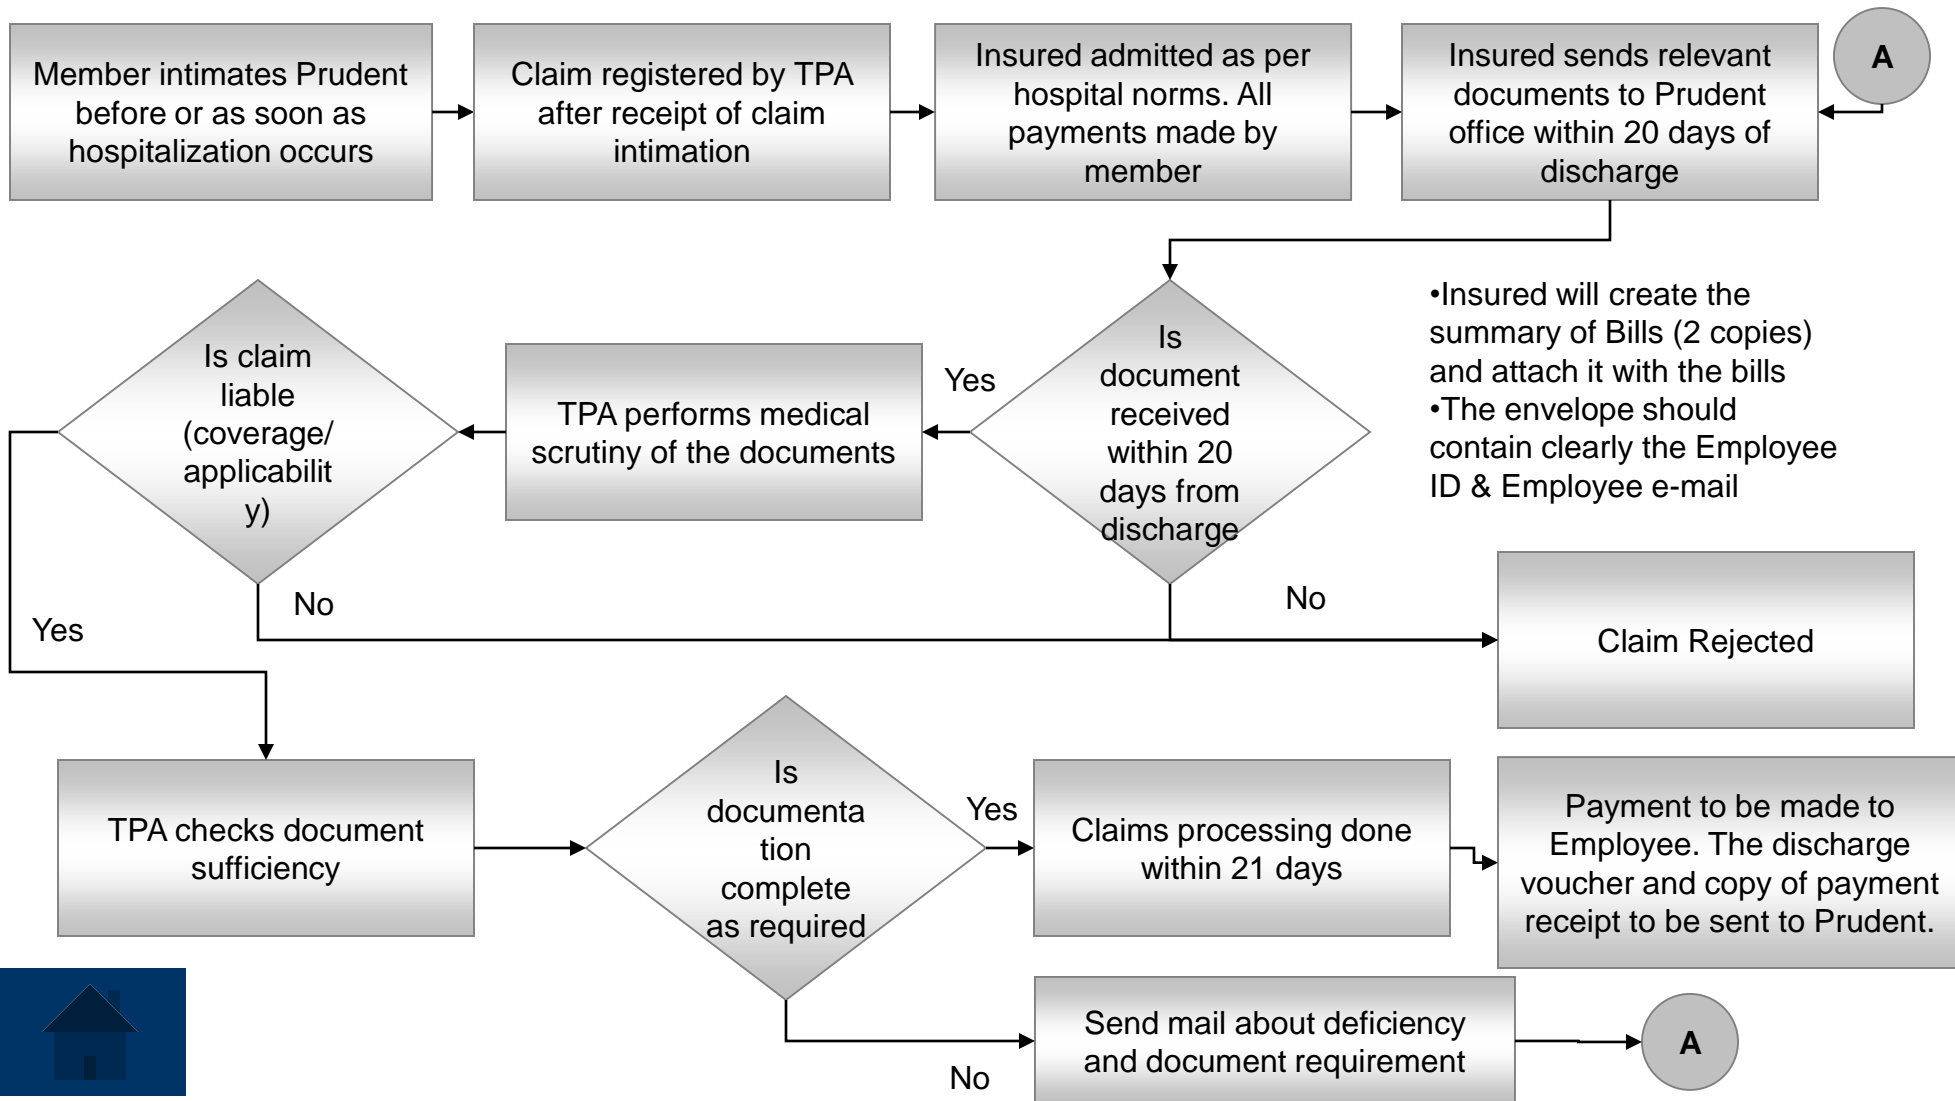 Member intimates Prudent
before or as soon as
hospitalization occurs
Claim registered by TPA
after receipt of claim
intimation
Insured admitted as per
hospital norms. All
payments made by
member
Insured sends relevant
documents to Prudent
office within 20 days of
discharge
A
Is claim
liable
(coverage/
applicabilit
y)
TPA performs medical
scrutiny of the documents
Yes
Is
document
received
within 20
days from
discharge
•Insured will create the
summary of Bills (2 copies)
and attach it with the bills
•The envelope should
contain clearly the Employee
ID & Employee e-mail
Yes
No
No
Claim Rejected
TPA checks document
sufficiency
Is
documenta
tion
complete
as required
Yes
Claims processing done
within 21 days
Payment to be made to
Employee. The discharge
voucher and copy of payment
receipt to be sent to Prudent.
No
Send mail about deficiency
and document requirement
A